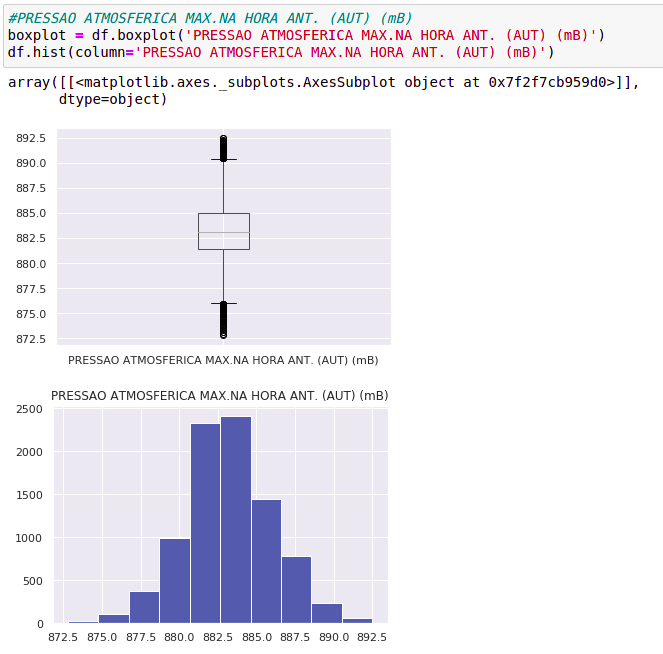 #PRESSAO ATMOSFERICA MAX.NA HORA ANT. (AUT) (mB)
boxplot = df.boxplot('PRESSAO ATMOSFERICA MAX.NA HORA ANT. (AUT) (mB)')
df.hist(column='PRESSAO ATMOSFERICA MAX.NA HORA ANT. (AUT) (mB)')
array([[<matplotlib.axes._subplots.AxesSubplot object at 0x7f2f7cb959d0>]],
dtype=object)
892.5
890.0
887.5
885.0
882.5
880.0
877.5
875.0
872.5
PRESSAO ATMOSFERICA MAX.NA HORA ANT. (AUT) (mB)
PRESSAO ATMOSFERICA MAX.NA HORA ANT. (AUT) (mB)
2500
2000
1500
1000
500
0
872.5 875.0 877.5 880.0 882.5 885.0 887.5 890.0 892.5